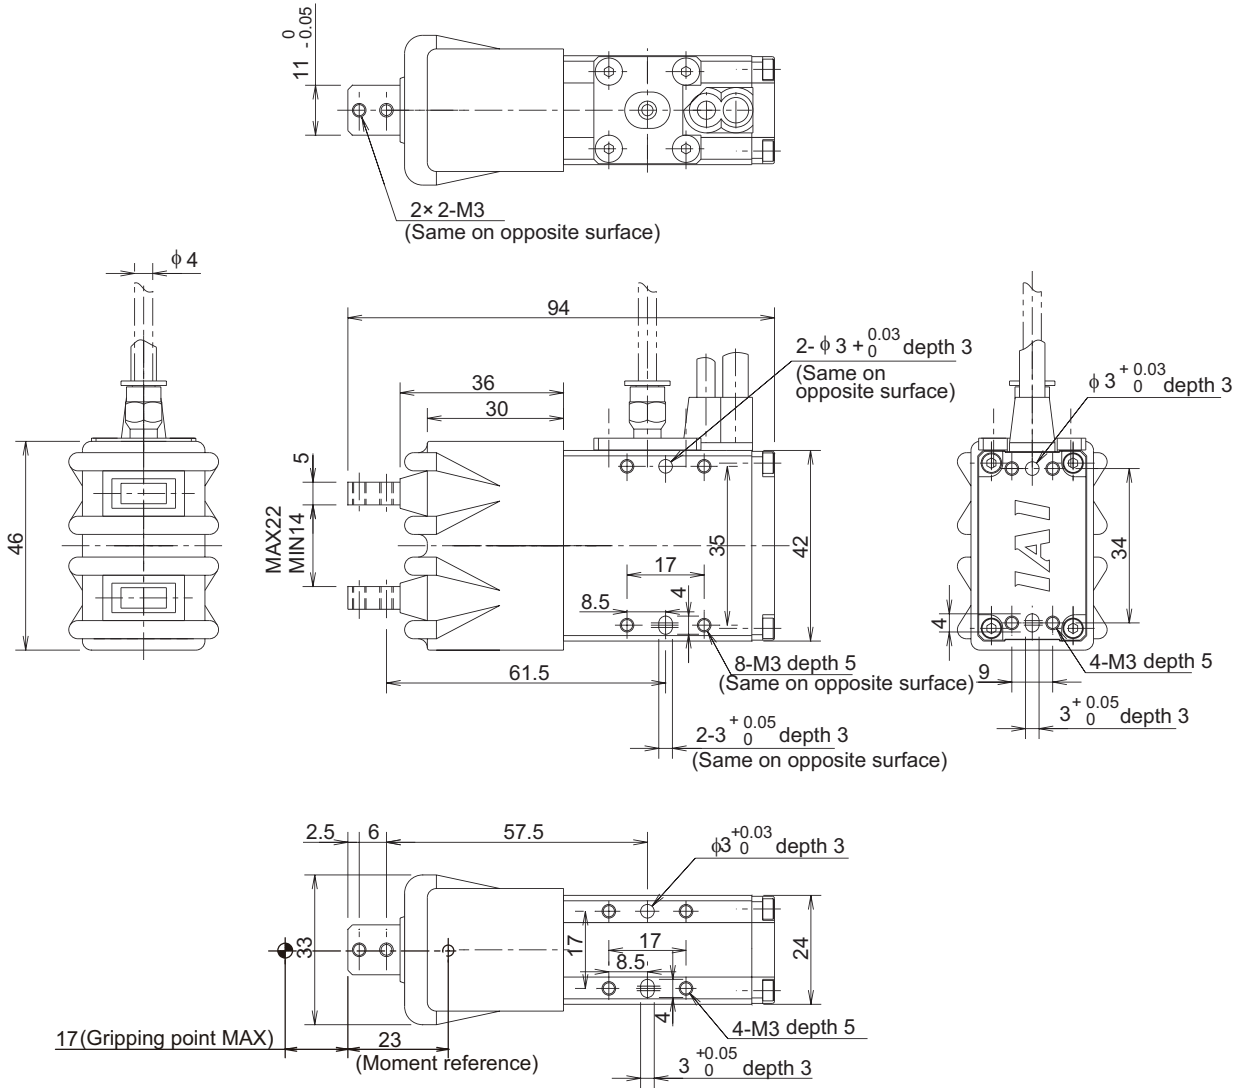 11 0 -0.05
2× 2-M3
(Same on opposite surface)
ϕ 4
94
2- ϕ 3 + 0.03 0 depth 3
(Same on
opposite surface)
ϕ 3 + 0.03 0 depth 3
36
30
5
MAX22
MIN14
46
35
42
34
17
8.5
4
4
8-M3 depth 5
(Same on opposite surface)
61.5
9
4-M3 depth 5
3 + 0.05 0 depth 3
2-3 + 0.05 0 depth 3
(Same on opposite surface)
IAI
2.5
6
57.5
ϕ3 +0.03 0 depth 3
33
17
17
8.5
24
4
4-M3 depth 5
17(Gripping point MAX)
23
(Moment reference)
3 +0.05 0 depth 3